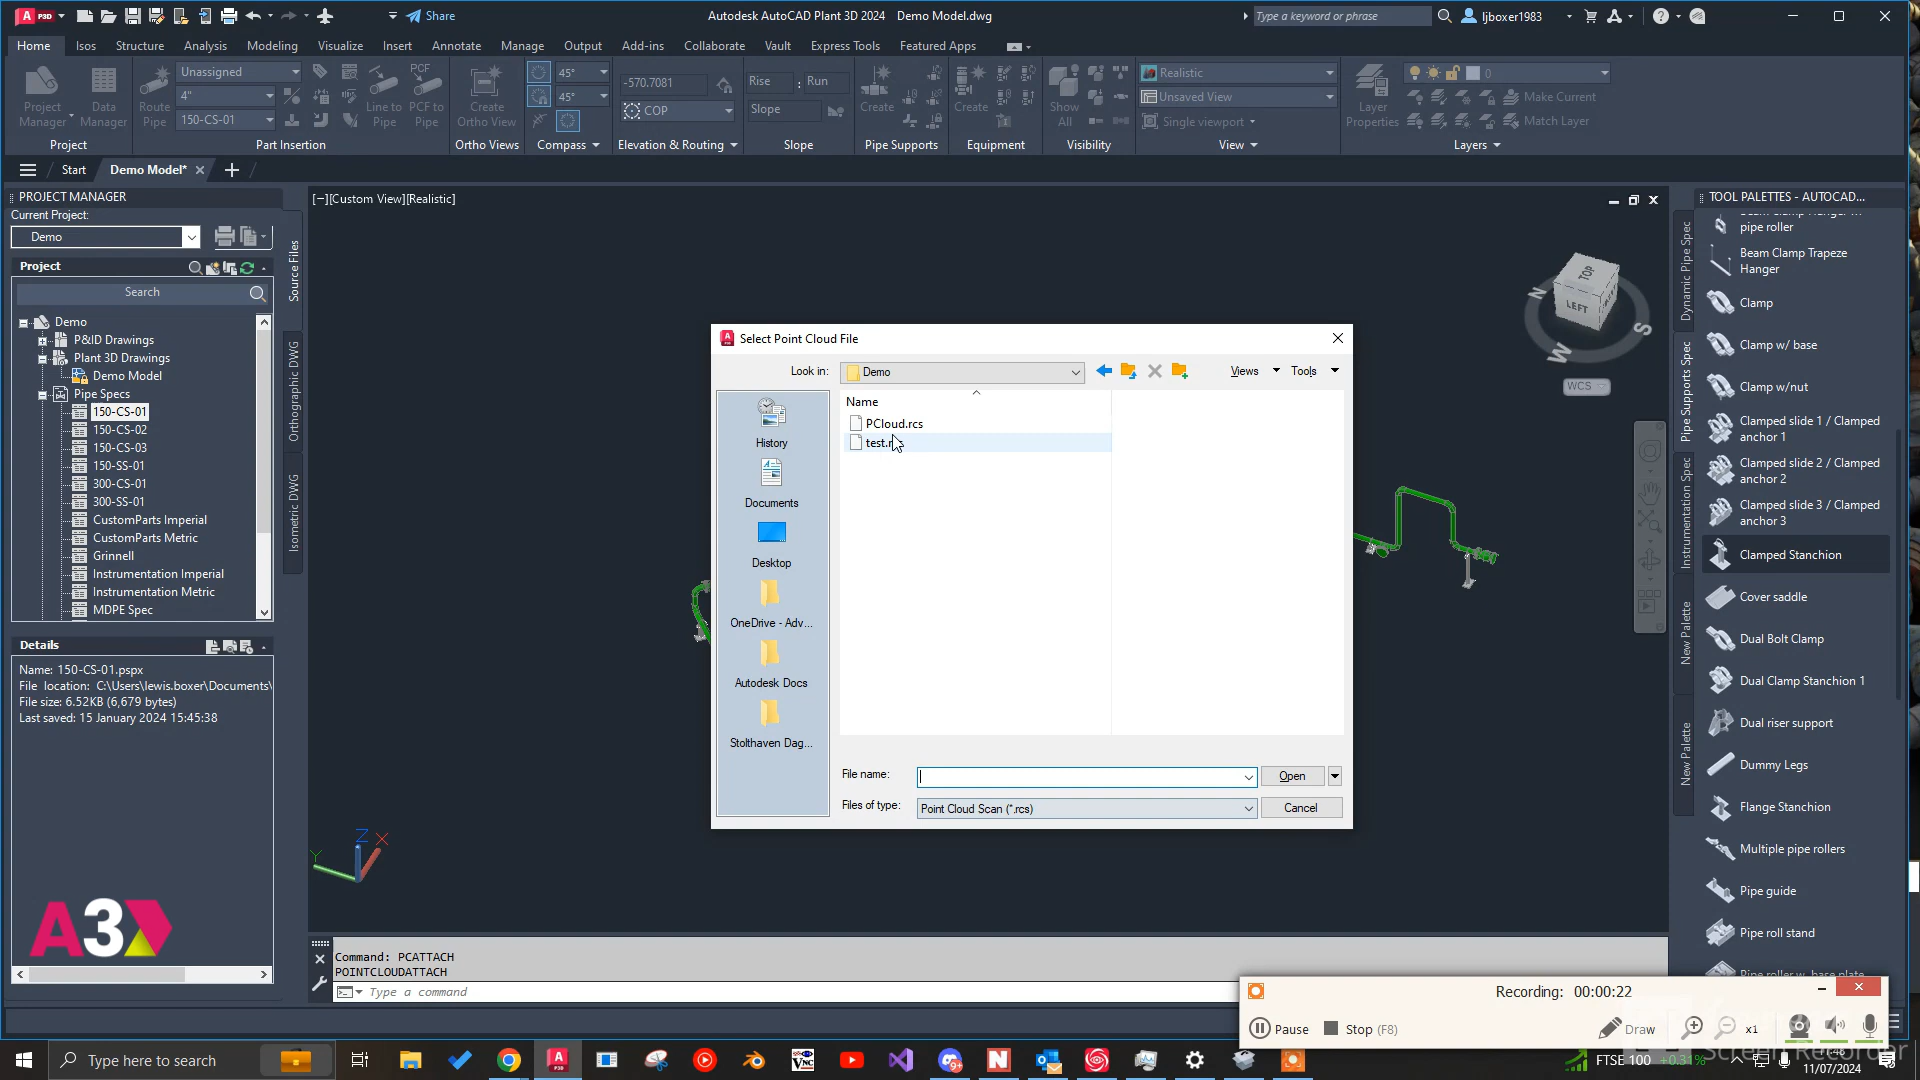 A P3D
Share
Autodesk AutoCAD Plant 3D 2024 Demo Model.dwg
Type a keyword or phrase
ljboxer1983
Home Isos Structure Analysis Modeling Visualize Insert Annotate Manage Output Add-ins Collaborate Vault Express Tools Featured Apps
Unassigned
4"
150-CS-01
Project Manager
Data Manager
Route Pipe
Line to Pipe
PCF to Pipe
PCF
Create Ortho View
45°
45°
-570.7081
COP
Rise : Run
Slope
Create
Create
Show All
Realistic
Unsaved View
Single viewport
Layer Properties
0
Make Current
Match Layer
Project Part Insertion Ortho Views Compass Elevation & Routing Slope Pipe Supports Equipment Visibility View Layers
Start Demo Model*
PROJECT MANAGER
Current Project:
Demo
Project
Search
Demo
P&ID Drawings
Plant 3D Drawings
Demo Model
Pipe Specs
150-CS-01
150-CS-02
150-CS-03
150-SS-01
300-CS-01
300-SS-01
CustomParts Imperial
CustomParts Metric
Grinnell
Instrumentation Imperial
Instrumentation Metric
MDPE Spec
Source Files
Orthographic DWG
Isometric DWG
Details
Name: 150-CS-01.pspx
File location: C:\Users\lewis.boxer\Documents\
File size: 6.52KB (6,679 bytes)
Last saved: 15 January 2024 15:45:38
A3
[−][Custom View][Realistic]
TOP
LEFT
N
S
W
WCS
Z
X
Y
Select Point Cloud File
Look in: Demo
Views Tools
Name
PCloud.rcs
History
Documents
Desktop
OneDrive - Adv...
Autodesk Docs
Stolthaven Dag...
File name:
Open
Files of type: Point Cloud Scan (*.rcs)
Cancel
Command: PCATTACH
POINTCLOUDATTACH
Type a command
TOOL PALETTES - AUTOCAD...
Dynamic Pipe Spec
Pipe Supports Spec
Instrumentation Spec
New Palette
New Palette
pipe roller
Beam Clamp Trapeze
Hanger
Clamp
Clamp w/ base
Clamp w/nut
Clamped slide 1 / Clamped
anchor 1
Clamped slide 2 / Clamped
anchor 2
Clamped slide 3 / Clamped
anchor 3
Clamped Stanchion
Cover saddle
Dual Bolt Clamp
Dual Clamp Stanchion 1
Dual riser support
Dummy Legs
Flange Stanchion
Multiple pipe rollers
Pipe guide
Pipe roll stand
Pipe roller w. base plate
Recording: 00:00:22
Pause Stop (F8)
Draw
x1
Type here to search
FTSE 100 +0.31%
11/07/2024